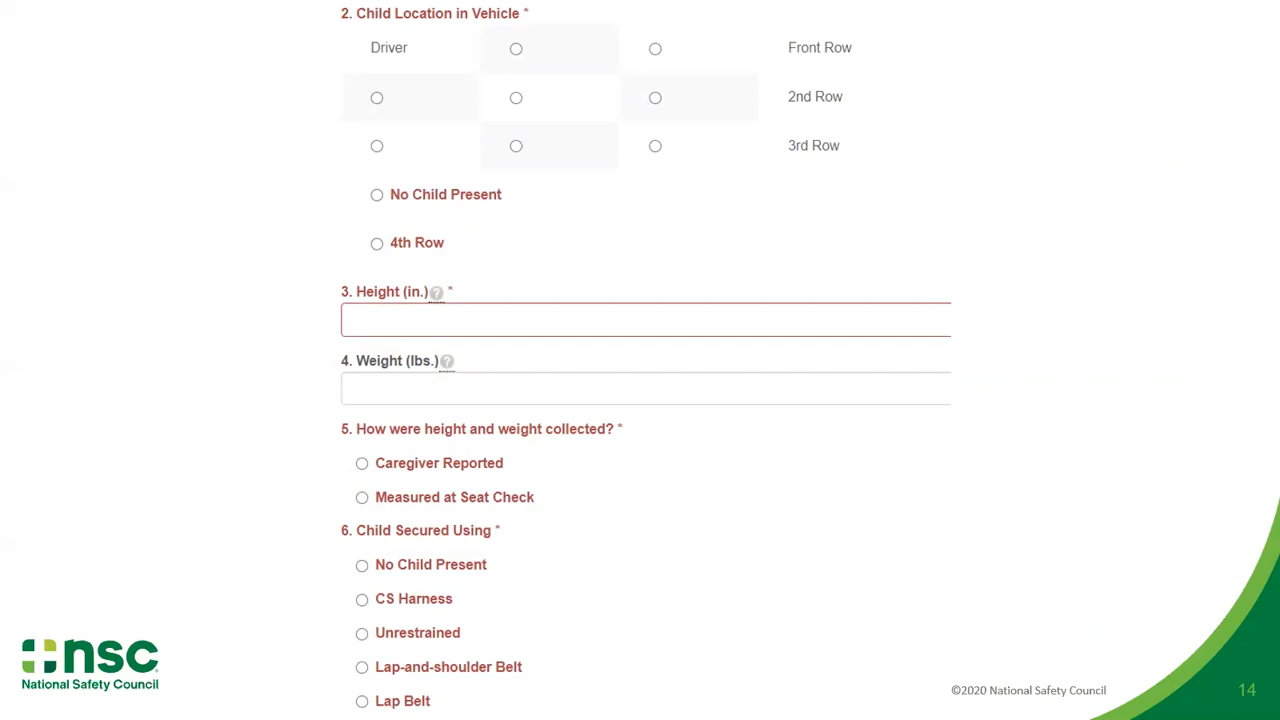 2. Child Location in Vehicle *
Driver
Front Row
2nd Row
3rd Row
No Child Present
4th Row
3. Height (in.)? *
4. Weight (lbs.)?
5. How were height and weight collected? *
Caregiver Reported
Measured at Seat Check
6. Child Secured Using *
No Child Present
CS Harness
Unrestrained
Lap-and-shoulder Belt
Lap Belt
nsc
National Safety Council
©2020 National Safety Council
14